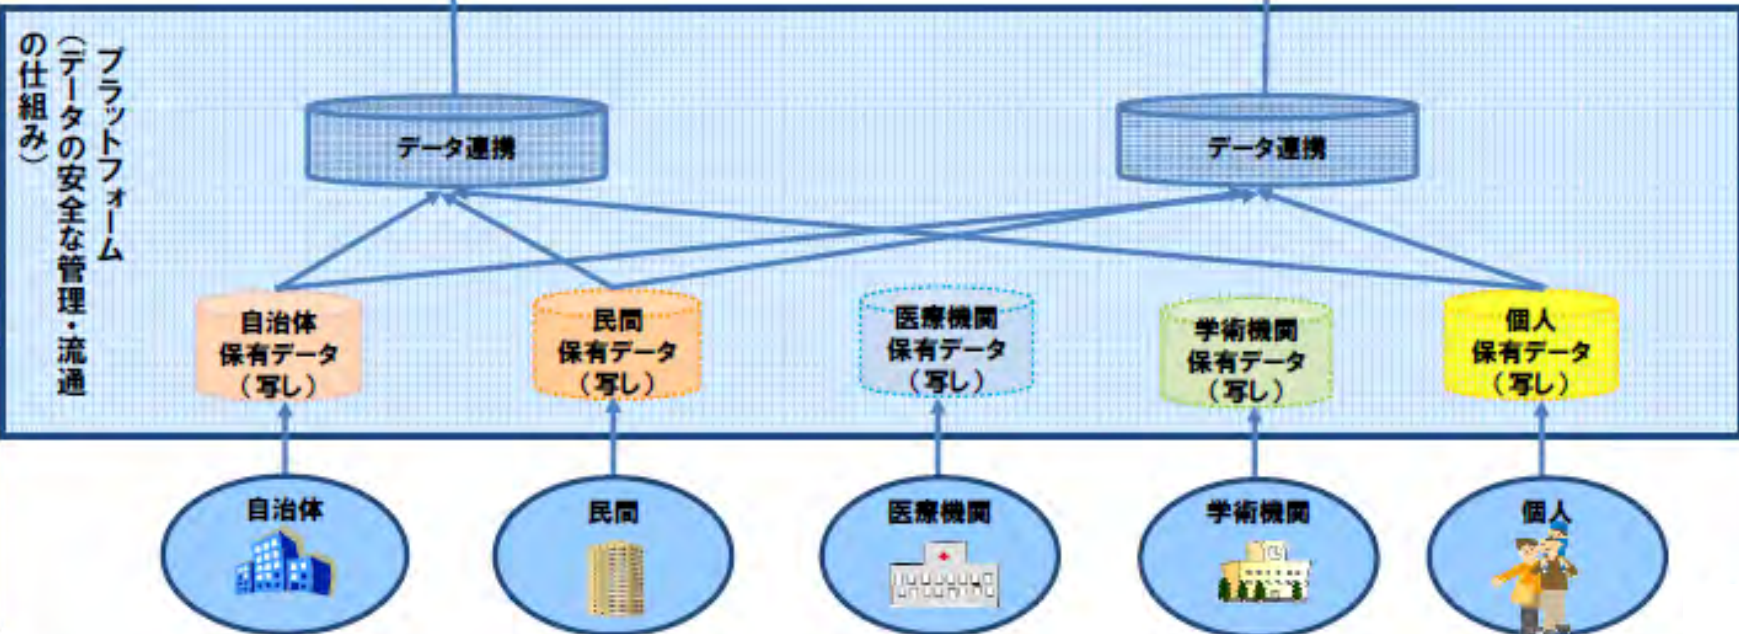 プラットフォーム
（データの安全な管理・流通
の仕組み）
データ連携
データ連携
自治体
保有データ
（写し）
民間
保有データ
（写し）
医療機関
保有データ
（写し）
学術機関
保有データ
（写し）
個人
保有データ
（写し）
自治体
民間
医療機関
学術機関
個人